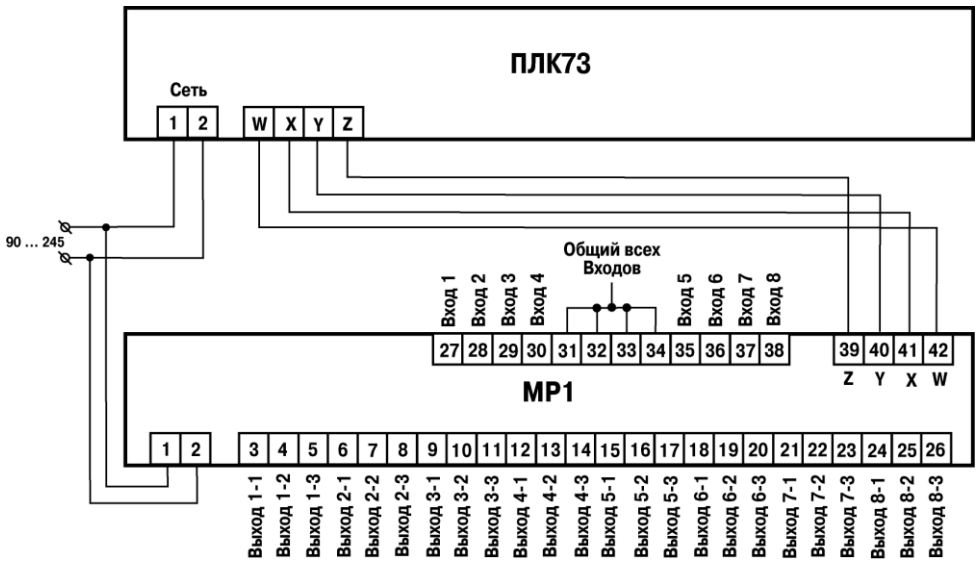 ПЛК73
Сеть
1 2 W X Y Z
90 ... 245
Общий всех
Входов
Вход 1 Вход 2 Вход 3 Вход 4 Вход 5 Вход 6 Вход 7 Вход 8
27 28 29 30 31 32 33 34 35 36 37 38 39 40 41 42
Z Y X W
МР1
1 2 3 4 5 6 7 8 9 10 11 12 13 14 15 16 17 18 19 20 21 22 23 24 25 26
Выход 1-1
Выход 1-2
Выход 1-3
Выход 2-1
Выход 2-2
Выход 2-3
Выход 3-1
Выход 3-2
Выход 3-3
Выход 4-1
Выход 4-2
Выход 4-3
Выход 5-1
Выход 5-2
Выход 5-3
Выход 6-1
Выход 6-2
Выход 6-3
Выход 7-1
Выход 7-2
Выход 7-3
Выход 8-1
Выход 8-2
Выход 8-3